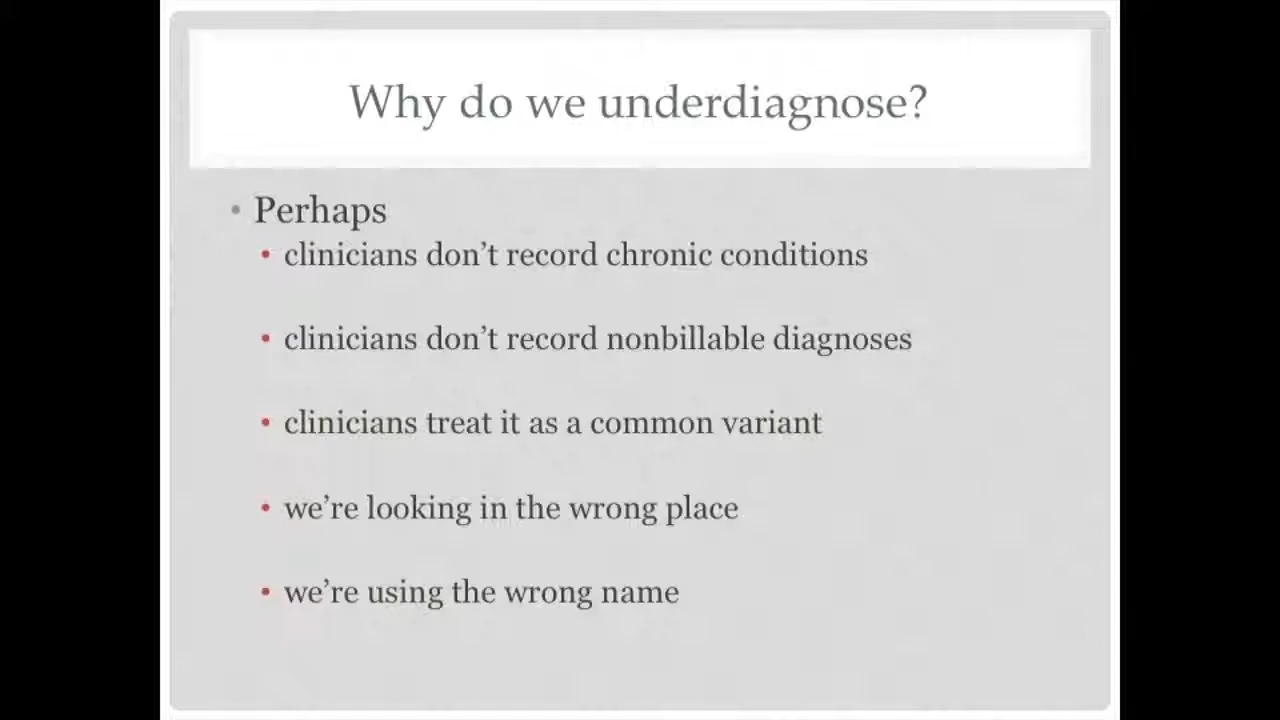 Why do we underdiagnose?
• Perhaps
• clinicians don’t record chronic conditions
• clinicians don’t record nonbillable diagnoses
• clinicians treat it as a common variant
• we’re looking in the wrong place
• we’re using the wrong name